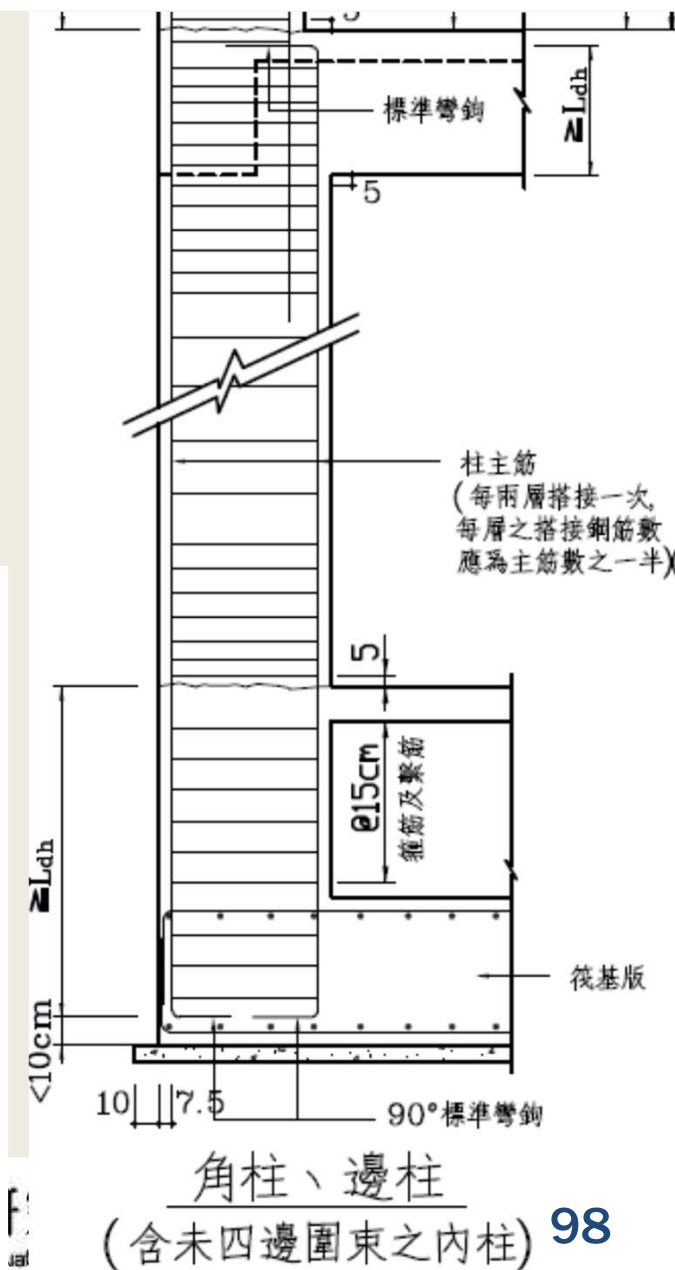 5
標準彎鉤
≥Ldh
5
柱主筋
(每兩層搭接一次,
每層之搭接鋼筋數
應為主筋數之一半)
5
@15cm
箍筋及繫筋
≥Ldh
筏基版
<10cm
10
7.5
90°標準彎鉤
角柱、邊柱
(含未四邊圍束之內柱)
98